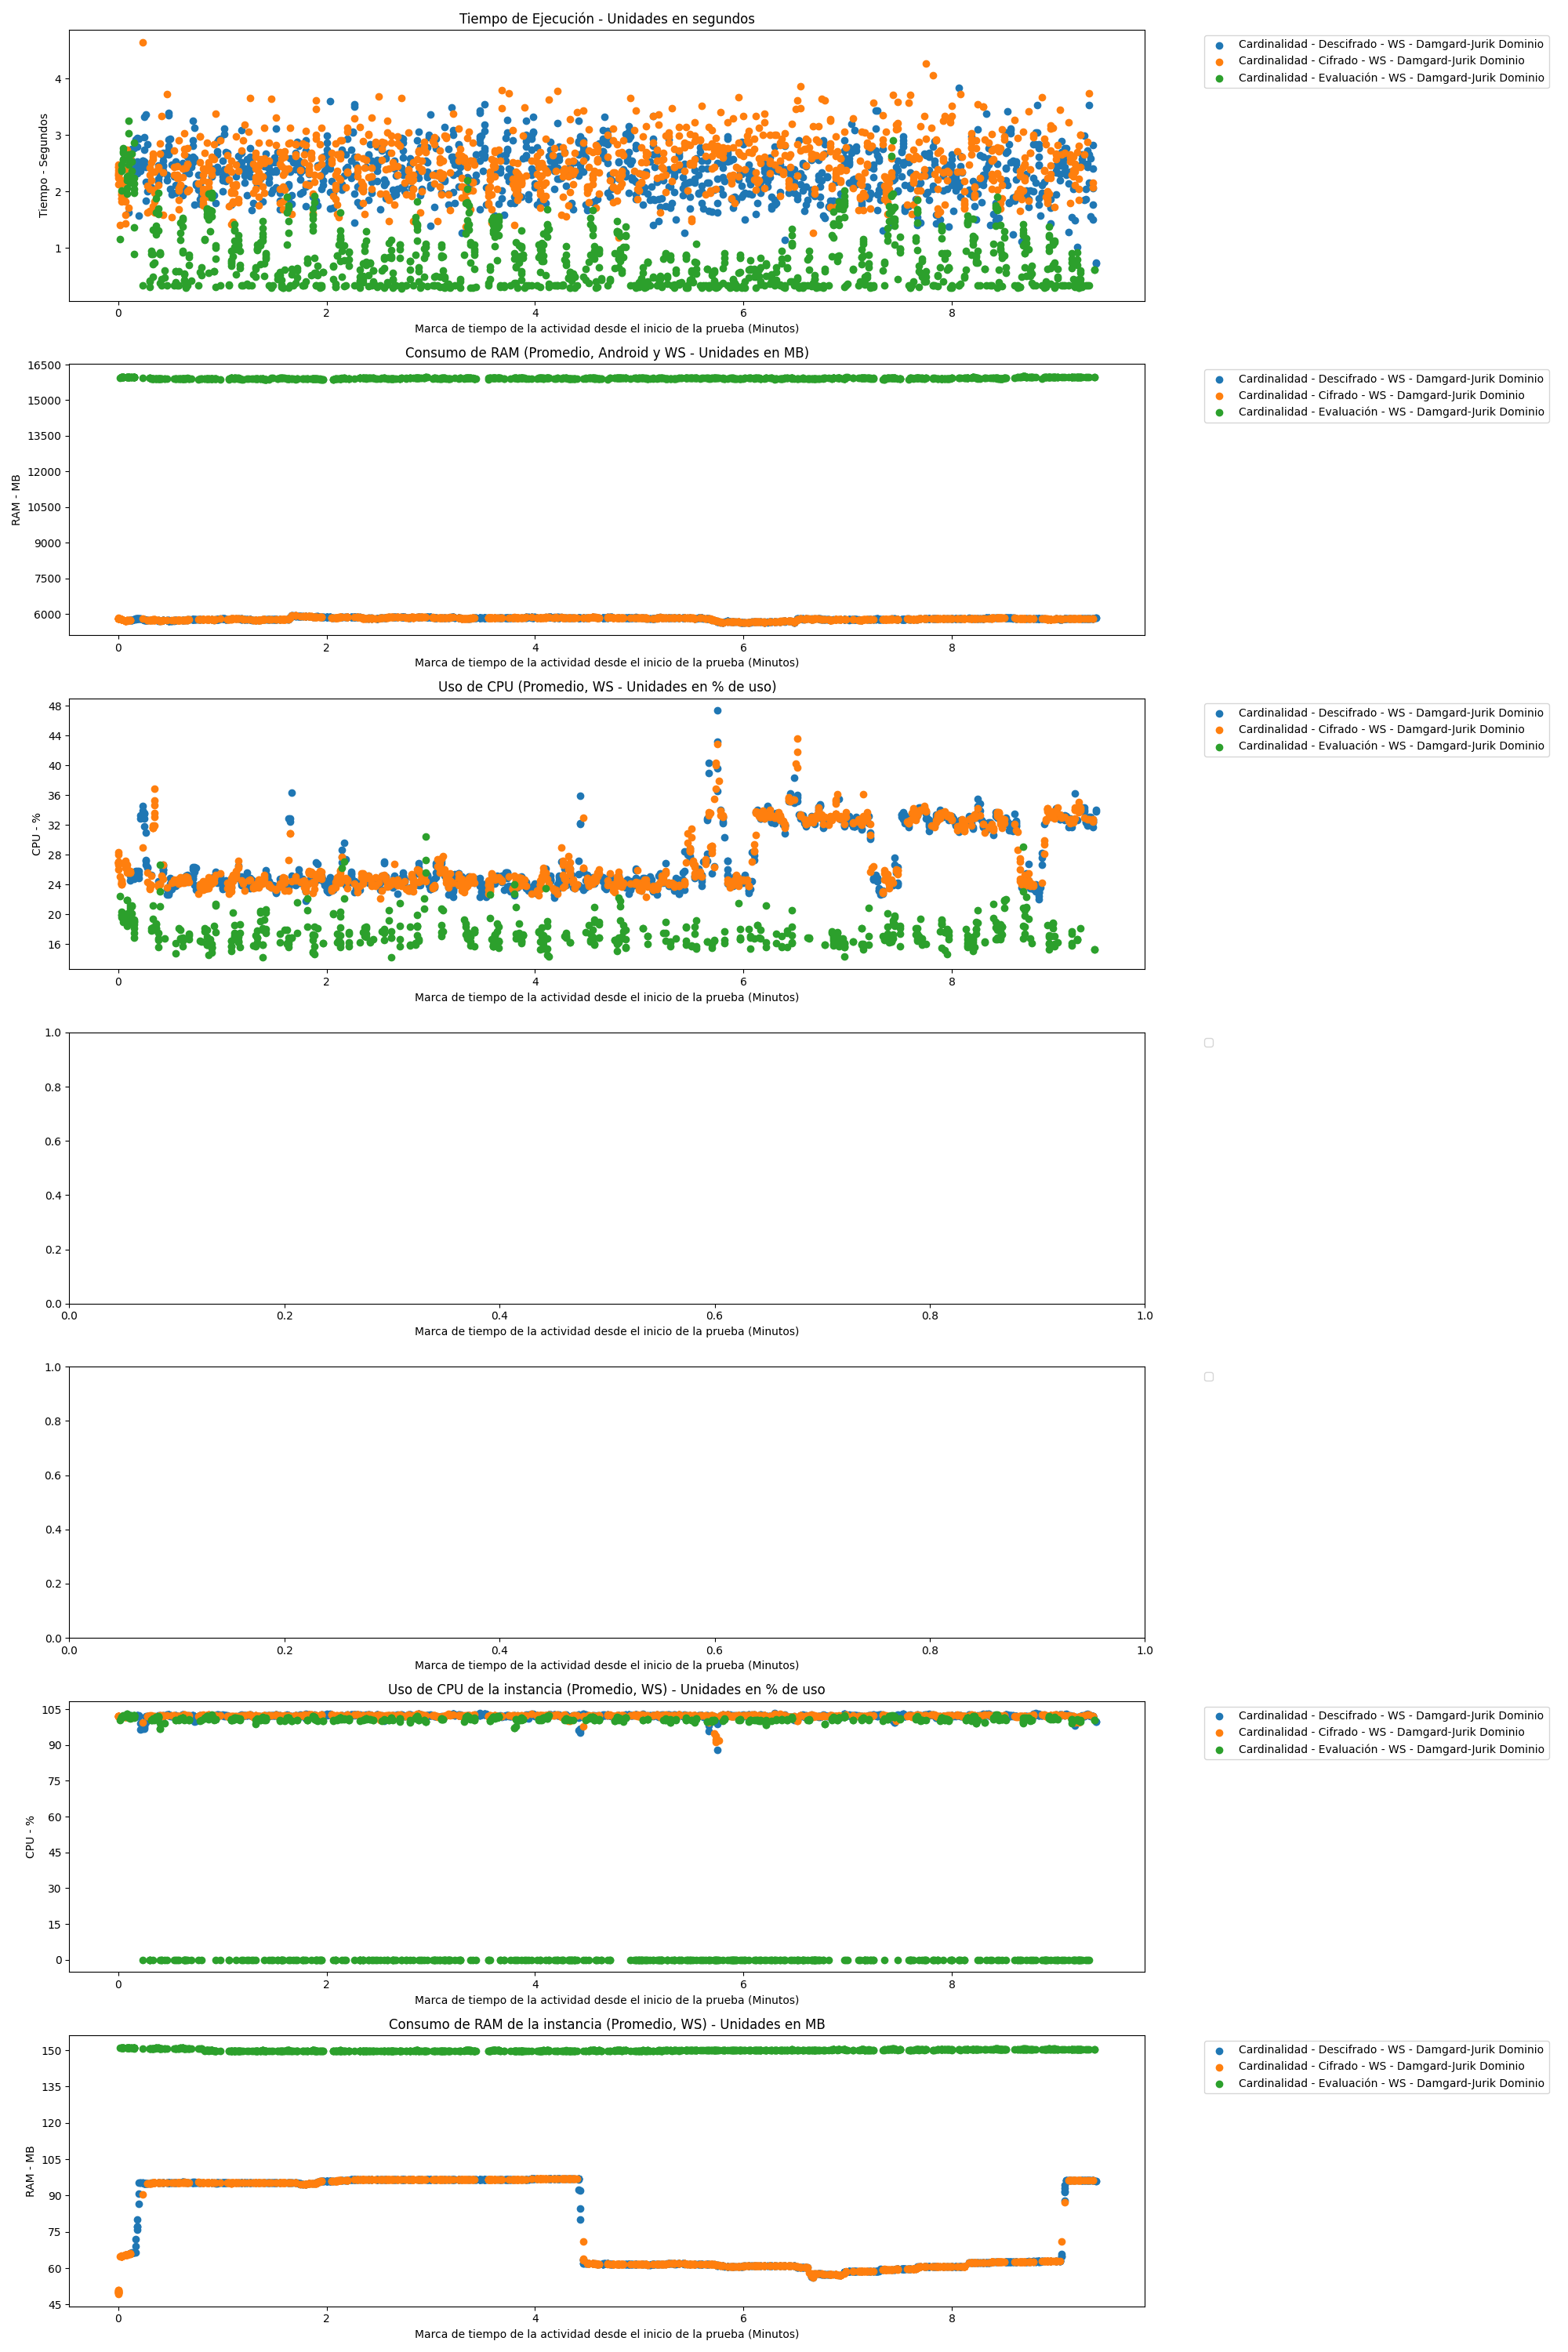 Tiempo de Ejecución - Unidades en segundos
Tiempo - Segundos
4
3
2
1
0 2 4 6 8
Marca de tiempo de la actividad desde el inicio de la prueba (Minutos)
Cardinalidad - Descifrado - WS - Damgard-Jurik Dominio
Cardinalidad - Cifrado - WS - Damgard-Jurik Dominio
Cardinalidad - Evaluación - WS - Damgard-Jurik Dominio
Consumo de RAM (Promedio, Android y WS - Unidades en MB)
RAM - MB
16500
15000
13500
12000
10500
9000
7500
6000
0 2 4 6 8
Marca de tiempo de la actividad desde el inicio de la prueba (Minutos)
Cardinalidad - Descifrado - WS - Damgard-Jurik Dominio
Cardinalidad - Cifrado - WS - Damgard-Jurik Dominio
Cardinalidad - Evaluación - WS - Damgard-Jurik Dominio
Uso de CPU (Promedio, WS - Unidades en % de uso)
CPU - %
48
44
40
36
32
28
24
20
16
0 2 4 6 8
Marca de tiempo de la actividad desde el inicio de la prueba (Minutos)
Cardinalidad - Descifrado - WS - Damgard-Jurik Dominio
Cardinalidad - Cifrado - WS - Damgard-Jurik Dominio
Cardinalidad - Evaluación - WS - Damgard-Jurik Dominio
1.0
0.8
0.6
0.4
0.2
0.0
0.0 0.2 0.4 0.6 0.8 1.0
Marca de tiempo de la actividad desde el inicio de la prueba (Minutos)
1.0
0.8
0.6
0.4
0.2
0.0
0.0 0.2 0.4 0.6 0.8 1.0
Marca de tiempo de la actividad desde el inicio de la prueba (Minutos)
Uso de CPU de la instancia (Promedio, WS) - Unidades en % de uso
CPU - %
105
90
75
60
45
30
15
0
0 2 4 6 8
Marca de tiempo de la actividad desde el inicio de la prueba (Minutos)
Cardinalidad - Descifrado - WS - Damgard-Jurik Dominio
Cardinalidad - Cifrado - WS - Damgard-Jurik Dominio
Cardinalidad - Evaluación - WS - Damgard-Jurik Dominio
Consumo de RAM de la instancia (Promedio, WS) - Unidades en MB
RAM - MB
150
135
120
105
90
75
60
45
0 2 4 6 8
Marca de tiempo de la actividad desde el inicio de la prueba (Minutos)
Cardinalidad - Descifrado - WS - Damgard-Jurik Dominio
Cardinalidad - Cifrado - WS - Damgard-Jurik Dominio
Cardinalidad - Evaluación - WS - Damgard-Jurik Dominio